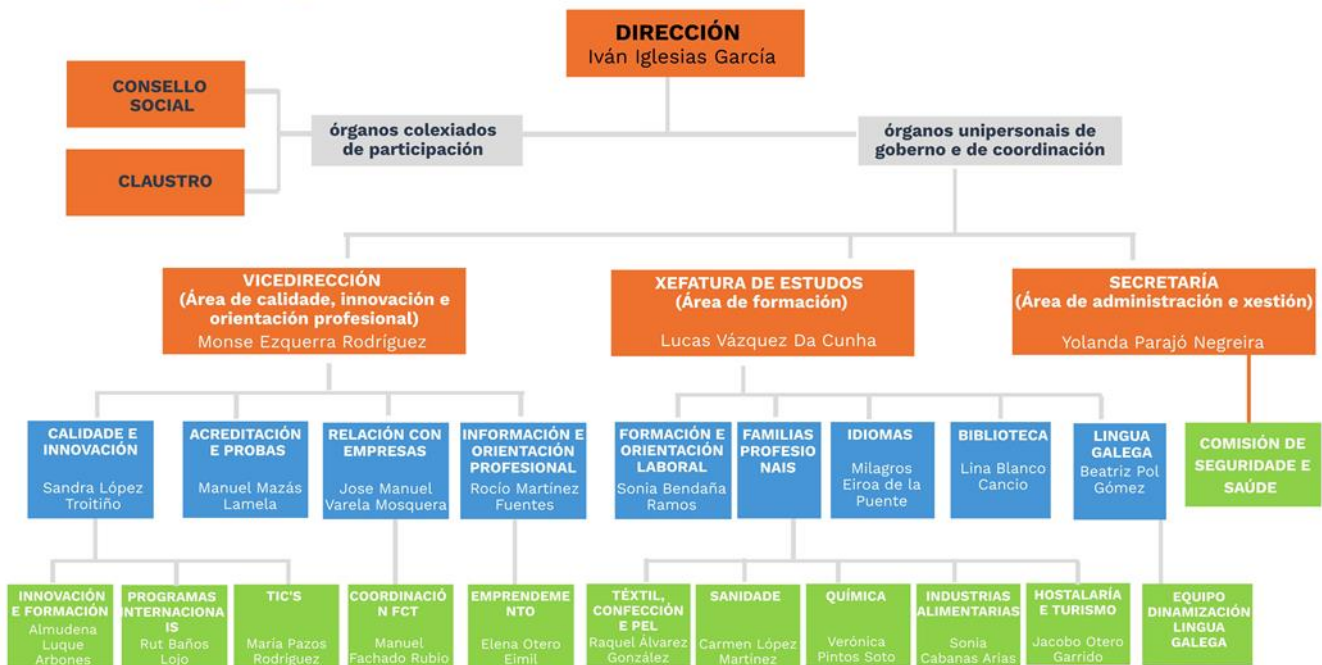 DIRECCIÓN
Iván Iglesias García
CONSELLO
SOCIAL
CLAUSTRO
órganos colexiados
de participación
órganos unipersonais de
goberno e de coordinación
VICEDIRECCIÓN
(Área de calidade, innovación e
orientación profesional)
Monse Ezquerra Rodríguez
XEFATURA DE ESTUDOS
(Área de formación)
Lucas Vázquez Da Cunha
SECRETARÍA
(Área de administración e xestión)
Yolanda Parajó Negreira
CALIDADE E
INNOVACIÓN
Sandra López
Troitiño
ACREDITACIÓN
E PROBAS
Manuel Mazás
Lamela
RELACIÓN CON
EMPRESAS
Jose Manuel
Varela Mosquera
INFORMACIÓN E
ORIENTACIÓN
PROFESIONAL
Rocío Martínez
Fuentes
FORMACIÓN E
ORIENTACIÓN
LABORAL
Sonia Bendaña
Ramos
FAMILIAS
PROFESIO
NAIS
IDIOMAS
Milagros
Eiroa de la
Puente
BIBLIOTECA
Lina Blanco
Cancio
LINGUA
GALEGA
Beatriz Pol
Gómez
COMISIÓN DE
SEGURIDADE E
SAÚDE
INNOVACIÓN
E FORMACIÓN
Almudena
Luque
Arbones
PROGRAMAS
INTERNACIONA
IS
Rut Baños
Lojo
TIC'S
María Pazos
Rodríguez
COORDINACIÓ
N FCT
Manuel
Fachado Rubio
EMPRENDEME
NTO
Elena Otero
Eimil
TÉXTIL,
CONFECCIÓN
E PEL
Raquel Álvarez
González
SANIDADE
Carmen López
Martínez
QUÍMICA
Verónica
Pintos Soto
INDUSTRIAS
ALIMENTARIAS
Sonia
Cabanas Arias
HOSTALARÍA
E TURISMO
Jacobo Otero
Garrido
EQUIPO
DINAMIZACIÓN
LINGUA
GALEGA